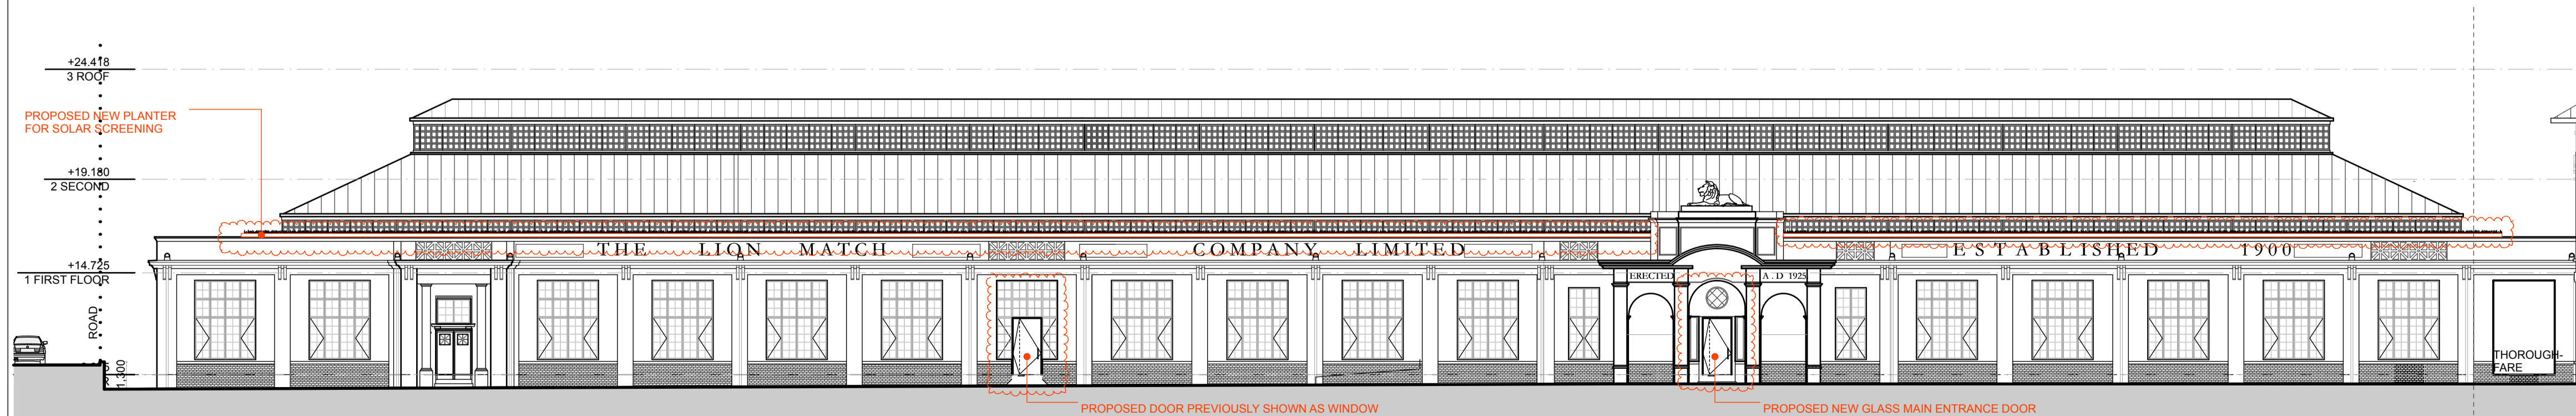 +24.418
3 ROOF
PROPOSED NEW PLANTER
FOR SOLAR SCREENING
+19.180
2 SECOND
THE LION MATCH COMPANY LIMITED ESTABLISHED 1900
+14.725
1 FIRST FLOOR
ERECTED A.D 1925
ROAD
1,300
THOROUGH-
FARE
PROPOSED DOOR PREVIOUSLY SHOWN AS WINDOW
PROPOSED NEW GLASS MAIN ENTRANCE DOOR